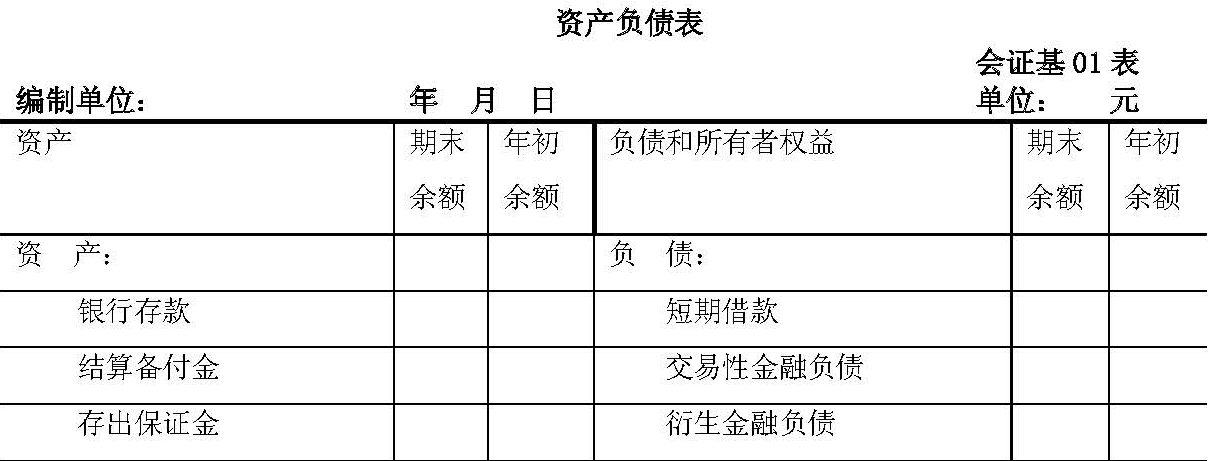 资产负债表
会证基 01 表
编制单位： 年 月 日 单位： 元
资产 期末余额 年初余额 负债和所有者权益 期末余额 年初余额
资 产： 负 债：
银行存款 短期借款
结算备付金 交易性金融负债
存出保证金 衍生金融负债